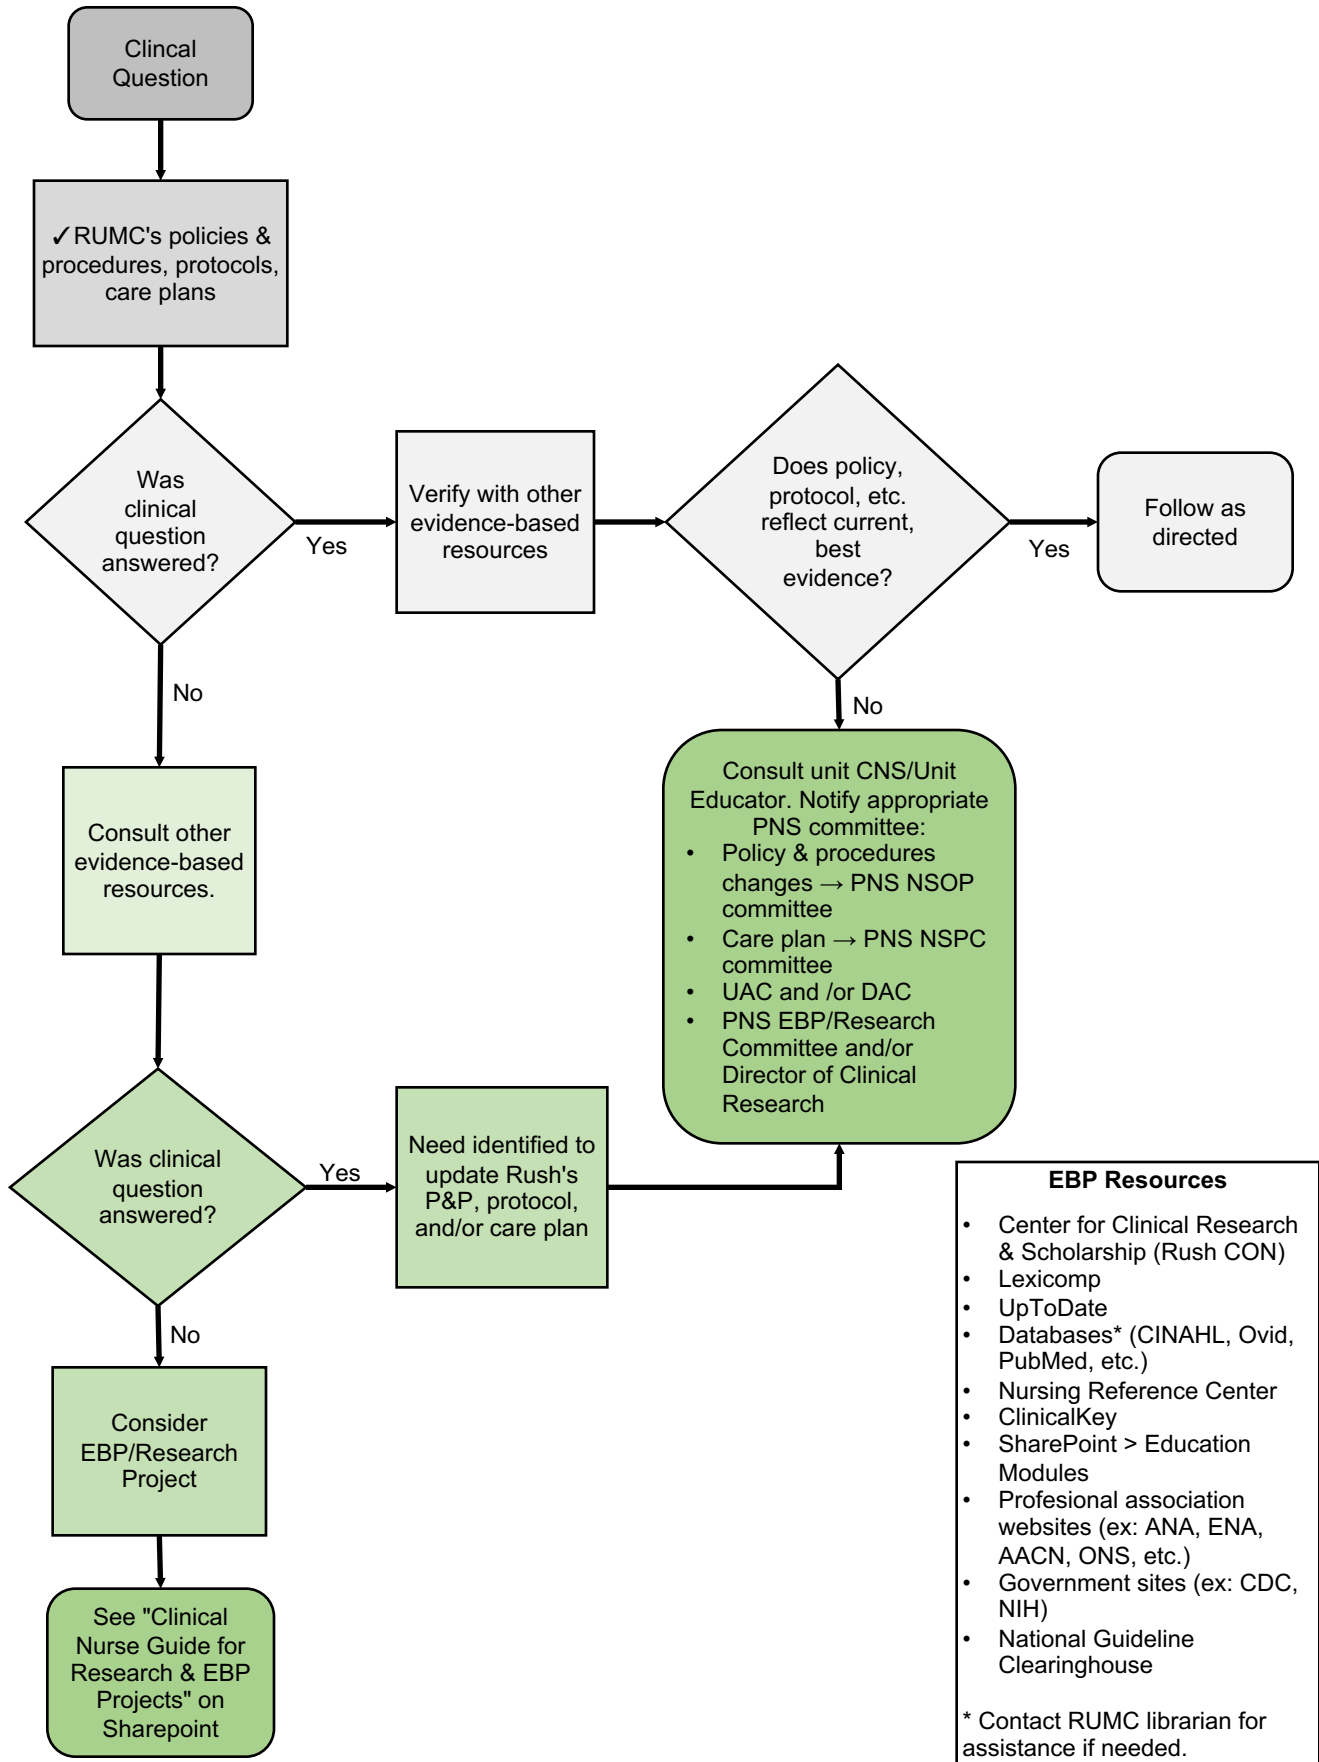 Clincal
Question
✓RUMC's policies &
procedures, protocols,
care plans
Was
clinical
question
answered?
Yes
Verify with other
evidence-based
resources
Does policy,
protocol, etc.
reflect current,
best
evidence?
Yes
Follow as
directed
No
No
Consult other
evidence-based
resources.
Consult unit CNS/Unit
Educator. Notify appropriate
PNS committee:
• Policy & procedures
changes → PNS NSOP
committee
• Care plan → PNS NSPC
committee
• UAC and /or DAC
• PNS EBP/Research
Committee and/or
Director of Clinical
Research
Was clinical
question
answered?
Yes
Need identified to
update Rush's
P&P, protocol,
and/or care plan
No
Consider
EBP/Research
Project
See "Clinical
Nurse Guide for
Research & EBP
Projects" on
Sharepoint
EBP Resources
• Center for Clinical Research
& Scholarship (Rush CON)
• Lexicomp
• UpToDate
• Databases* (CINAHL, Ovid,
PubMed, etc.)
• Nursing Reference Center
• ClinicalKey
• SharePoint > Education
Modules
• Profesional association
websites (ex: ANA, ENA,
AACN, ONS, etc.)
• Government sites (ex: CDC,
NIH)
• National Guideline
Clearinghouse
* Contact RUMC librarian for
assistance if needed.